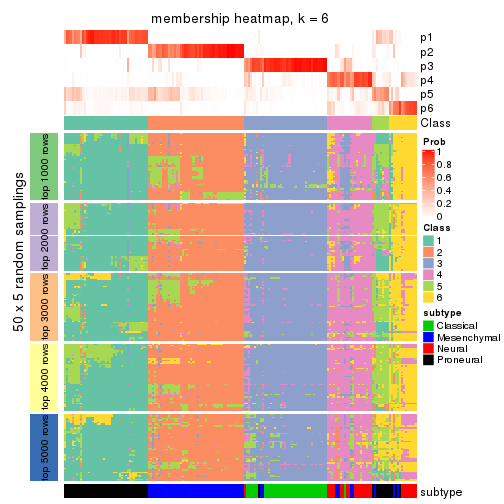 membership heatmap, k = 6
p1
p2
p3
p4
p5
p6
Class
50 x 5 random samplings
top 1000 rows
top 2000 rows
top 3000 rows
top 4000 rows
top 5000 rows
Prob
1
0.8
0.6
0.4
0.2
0
Class
1
2
3
4
5
6
subtype
Classical
Mesenchymal
Neural
Proneural
subtype